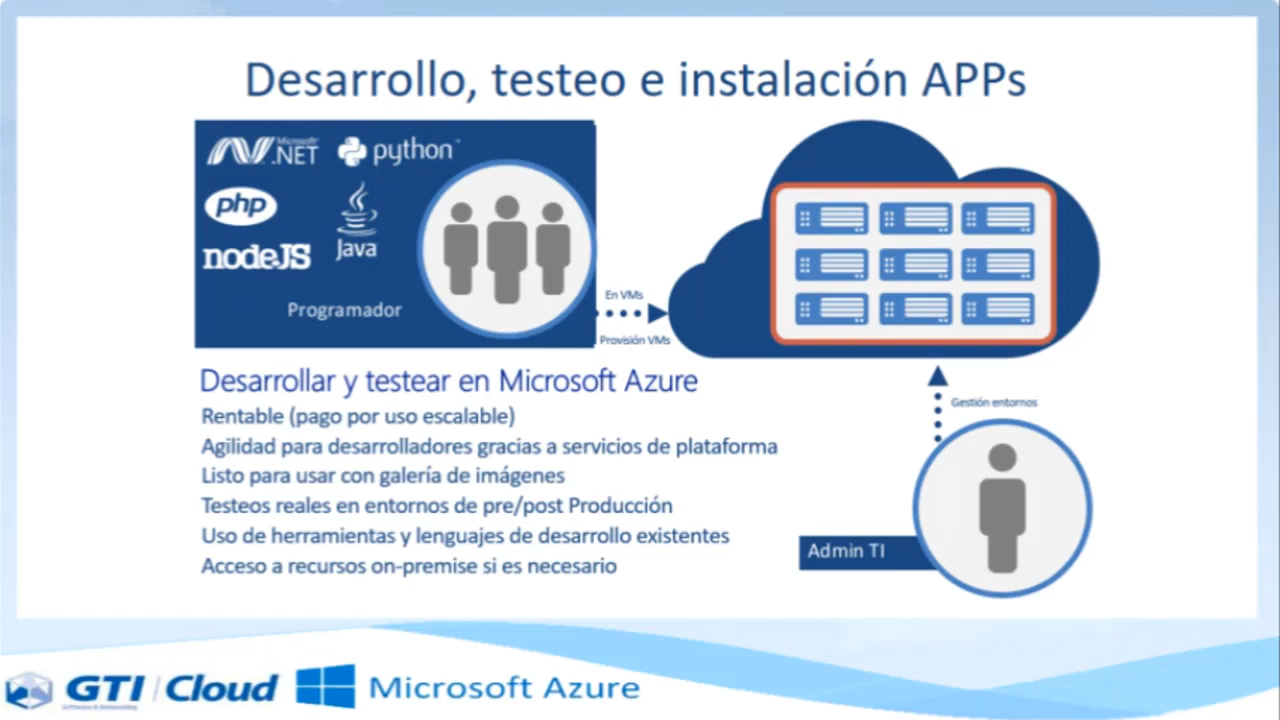 Desarrollo, testeo e instalación APPs
Microsoft
.NET
python
php
Java
nodeJS
Programador
En VMs
Provisión VMs
Desarrollar y testear en Microsoft Azure
Rentable (pago por uso escalable)
Agilidad para desarrolladores gracias a servicios de plataforma
Listo para usar con galería de imágenes
Testeos reales en entornos de pre/post Producción
Uso de herramientas y lenguajes de desarrollo existentes
Acceso a recursos on-premise si es necesario
Gestión entornos
Admin TI
GTI Cloud
Microsoft Azure